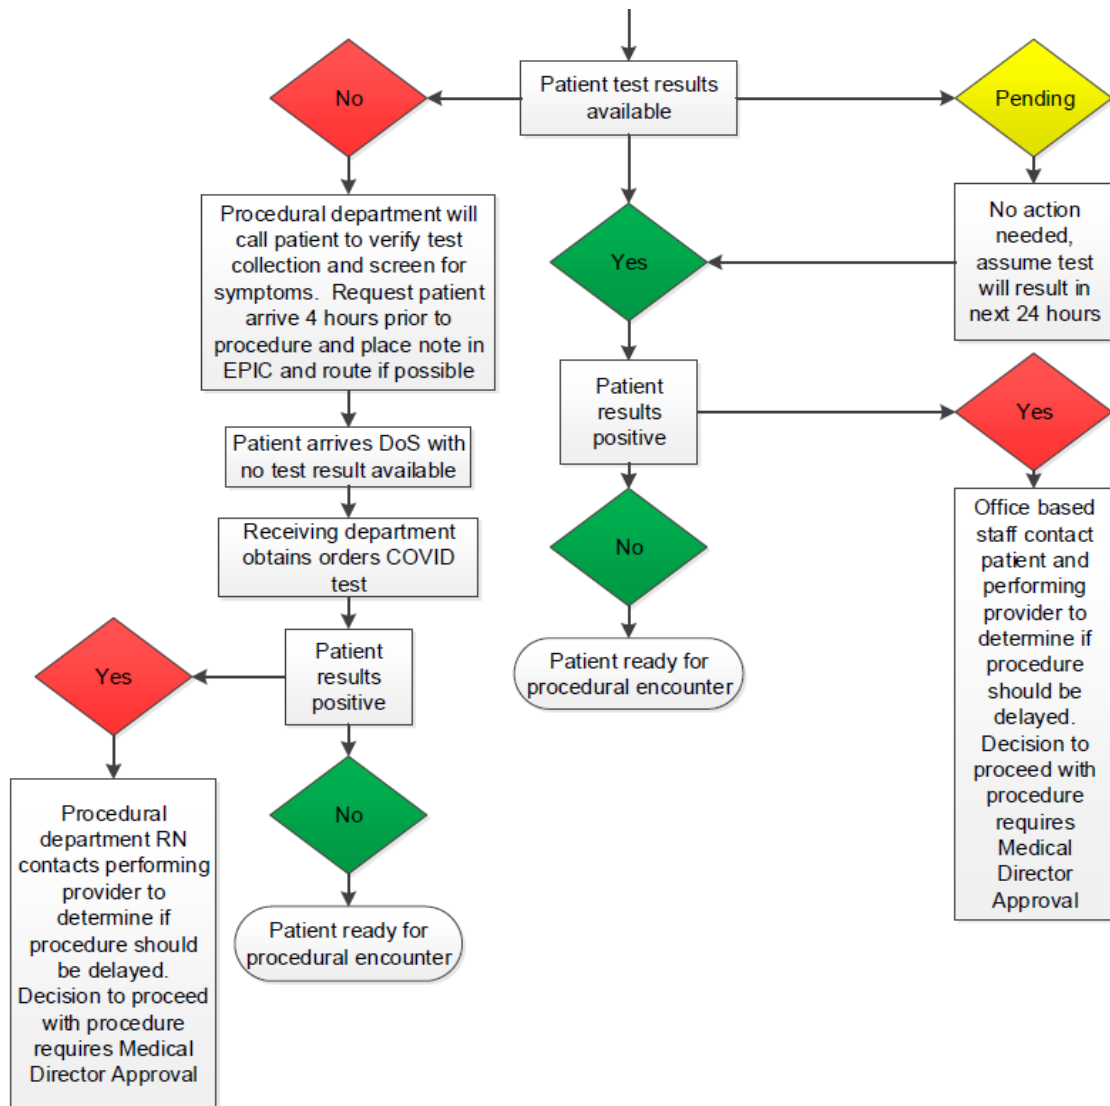 No
Patient test results
available
Pending
Procedural department will
call patient to verify test
collection and screen for
symptoms.  Request patient
arrive 4 hours prior to
procedure and place note in
EPIC and route if possible
Yes
No action
needed,
assume test
will result in
next 24 hours
Patient
results
positive
Yes
Patient arrives DoS with
no test result available
Receiving department
obtains orders COVID
test
No
Office based
staff contact
patient and
performing
provider to
determine if
procedure
should be
delayed.
Decision to
proceed with
procedure
requires
Medical
Director
Approval
Patient
results
positive
Yes
Patient ready for
procedural encounter
No
Procedural
department RN
contacts performing
provider to
determine if
procedure should
be delayed.
Decision to proceed
with procedure
requires Medical
Director Approval
Patient ready for
procedural encounter